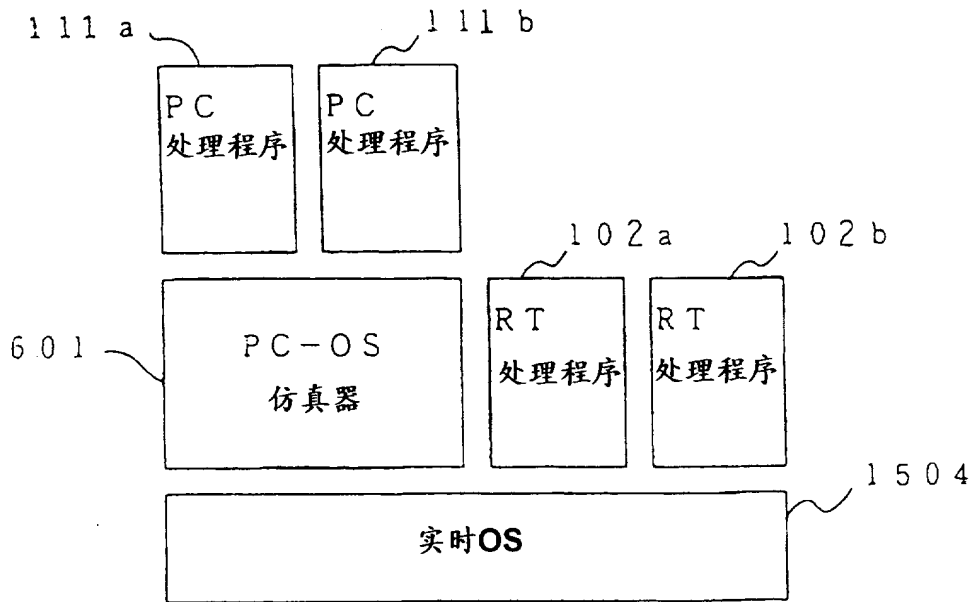 111a
111b
PC
处理程序
PC
处理程序
102a
102b
601
PC-OS
仿真器
RT
处理程序
RT
处理程序
1504
实时OS